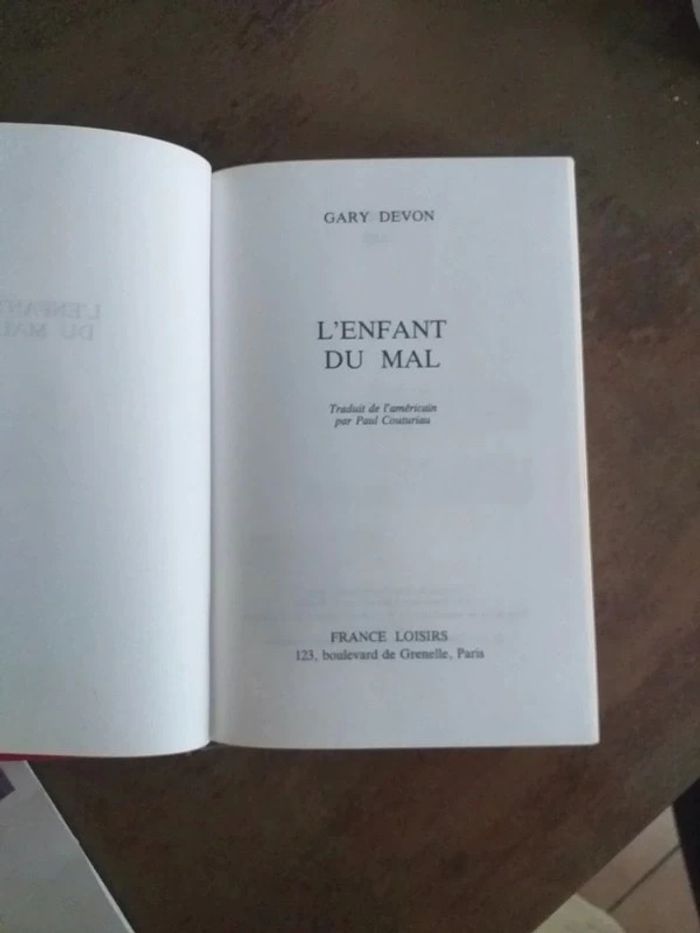 GARY DEVON
L'ENFANT
DU MAL
Traduit de l'américain
par Paul Couturiau
FRANCE LOISIRS
123, boulevard de Grenelle, Paris